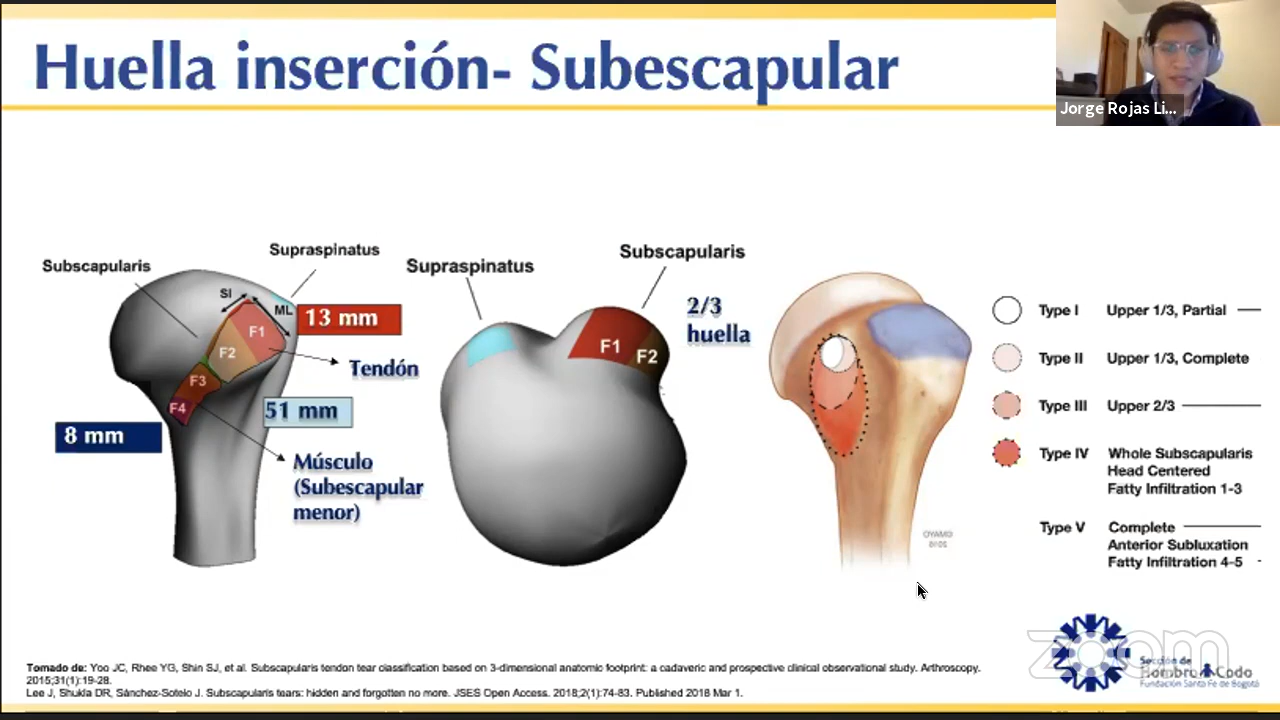 Huella inserción- Subescapular
Jorge Rojas Li...
Subscapularis
Supraspinatus
SI
ML
13 mm
F1
F2
F3
F4
Tendón
51 mm
8 mm
Músculo
(Subescapular
menor)
Supraspinatus
Subscapularis
2/3
huella
F1
F2
Type I Upper 1/3, Partial
Type II Upper 1/3, Complete
Type III Upper 2/3
Type IV Whole Subscapularis
Head Centered
Fatty Infiltration 1-3
Type V Complete
Anterior Subluxation
Fatty Infiltration 4-5
zoom
Sección de
Hombro Codo
Fundación Santa Fe de Bogotá
Tomado de: Yoo JC, Rhee YG, Shin SJ, et al. Subscapularis tendon tear classification based on 3-dimensional anatomic footprint: a cadaveric and prospective clinical observational study. Arthroscopy.
2015;31(1):19-28.
Lee J, Shukla DR, Sánchez-Sotelo J. Subscapularis tears: hidden and forgotten no more. JSES Open Access. 2018;2(1):74-83. Published 2018 Mar 1.